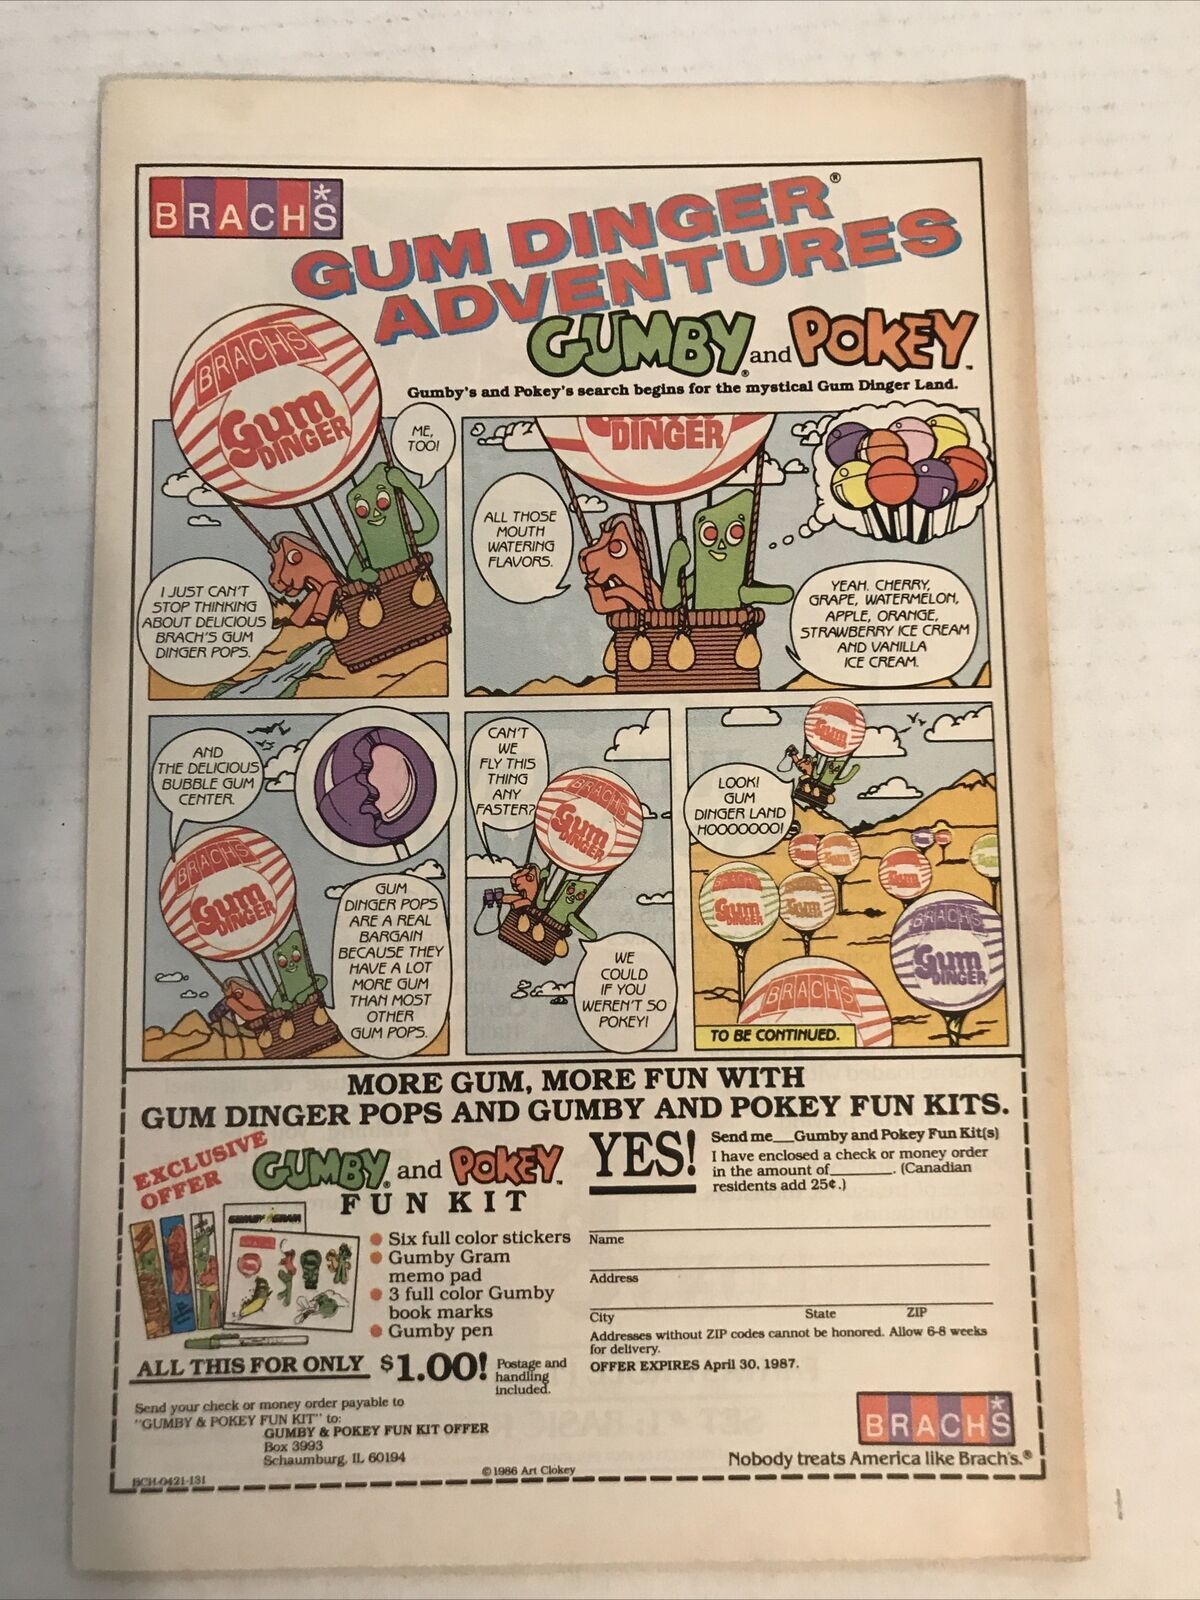 BRACH'S
GUM DINGER®
ADVENTURES
GUMBY® and POKEY™
Gumby's and Pokey's search begins for the mystical Gum Dinger Land.
BRACH'S
Gum
DINGER
ME,
TOO!
I JUST CAN'T
STOP THINKING
ABOUT DELICIOUS
BRACH'S GUM
DINGER POPS.
DINGER
ALL THOSE
MOUTH
WATERING
FLAVORS.
YEAH. CHERRY,
GRAPE, WATERMELON,
APPLE, ORANGE,
STRAWBERRY ICE CREAM
AND VANILLA
ICE CREAM.
AND
THE DELICIOUS
BUBBLE GUM
CENTER.
BRACH'S
Gum
DINGER
GUM
DINGER POPS
ARE A REAL
BARGAIN
BECAUSE THEY
HAVE A LOT
MORE GUM
THAN MOST
OTHER
GUM POPS.
CAN'T
WE
FLY THIS
THING
ANY
FASTER?
BRACH'S
Gum
DINGER
WE
COULD
IF YOU
WEREN'T SO
POKEY!
LOOK!
GUM
DINGER LAND
HOOOOOOO!
BRACH'S
Gum
DINGER
BRACH'S
Gum
DINGER
BRACH'S
TO BE CONTINUED.
MORE GUM, MORE FUN WITH
GUM DINGER POPS AND GUMBY AND POKEY FUN KITS.
EXCLUSIVE
OFFER
GUMBY® and POKEY™
FUN KIT
GUMBY GRAM
Six full color stickers
Gumby Gram
memo pad
3 full color Gumby
book marks
Gumby pen
ALL THIS FOR ONLY $1.00!
Postage and
handling
included.
Send your check or money order payable to
"GUMBY & POKEY FUN KIT" to:
GUMBY & POKEY FUN KIT OFFER
Box 3993
Schaumburg, IL 60194
BCH-0421-131
© 1986 Art Clokey
YES!
Send me___Gumby and Pokey Fun Kit(s)
I have enclosed a check or money order
in the amount of________. (Canadian
residents add 25¢.)
Name
Address
City State ZIP
Addresses without ZIP codes cannot be honored. Allow 6-8 weeks
for delivery.
OFFER EXPIRES April 30, 1987.
BRACH'S
Nobody treats America like Brach's.®